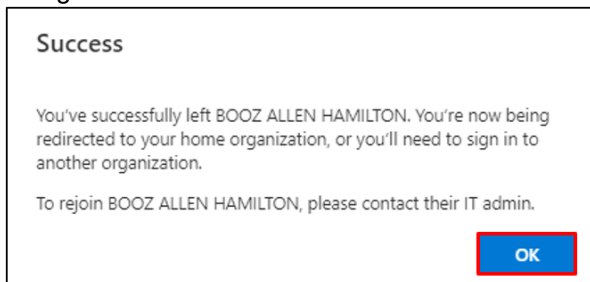 Success
You've successfully left BOOZ ALLEN HAMILTON. You're now being
redirected to your home organization, or you'll need to sign in to
another organization.
To rejoin BOOZ ALLEN HAMILTON, please contact their IT admin.
OK